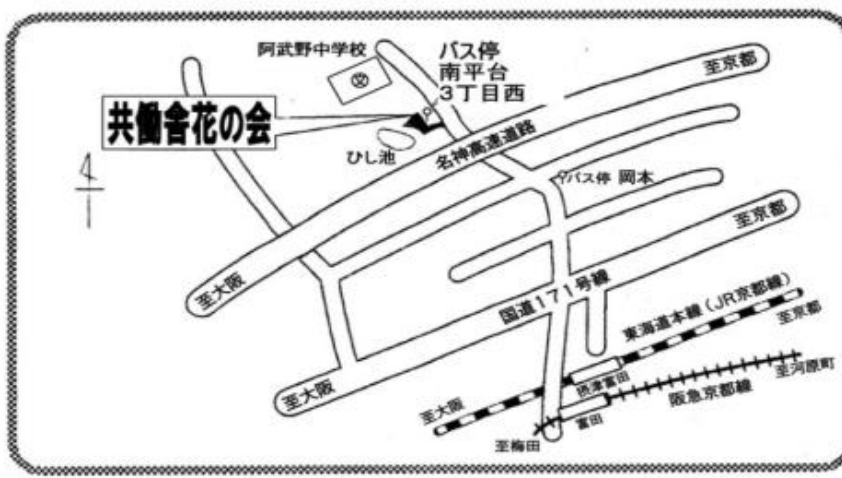 阿武野中学校
バス停
南平台
3丁目西
至京都
共働舎花の会
ひし池
名神高速道路
バス停 岡本
至京都
至大阪
国道171号線
東海道本線(JR京都線)
至京都
至大阪
摂津富田
至大阪
阪急京都線
至河原町
富田
至梅田